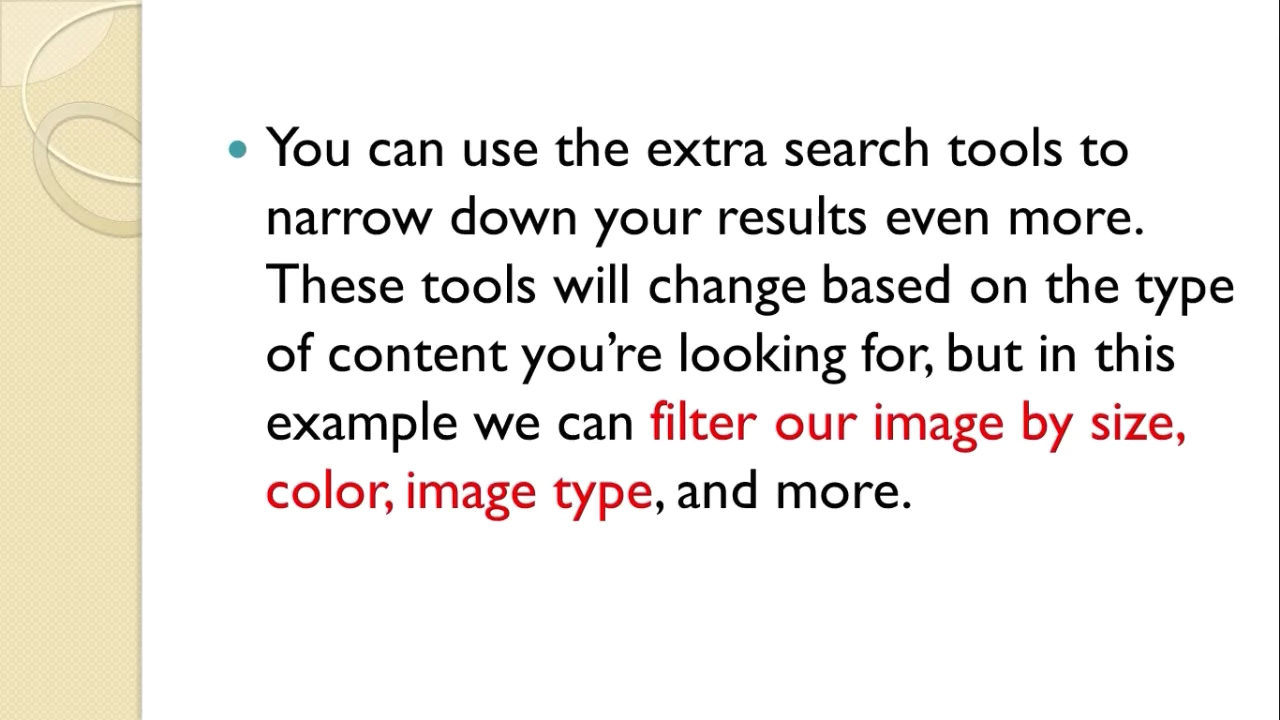 You can use the extra search tools to
narrow down your results even more.
These tools will change based on the type
of content you’re looking for, but in this
example we can filter our image by size,
color, image type, and more.